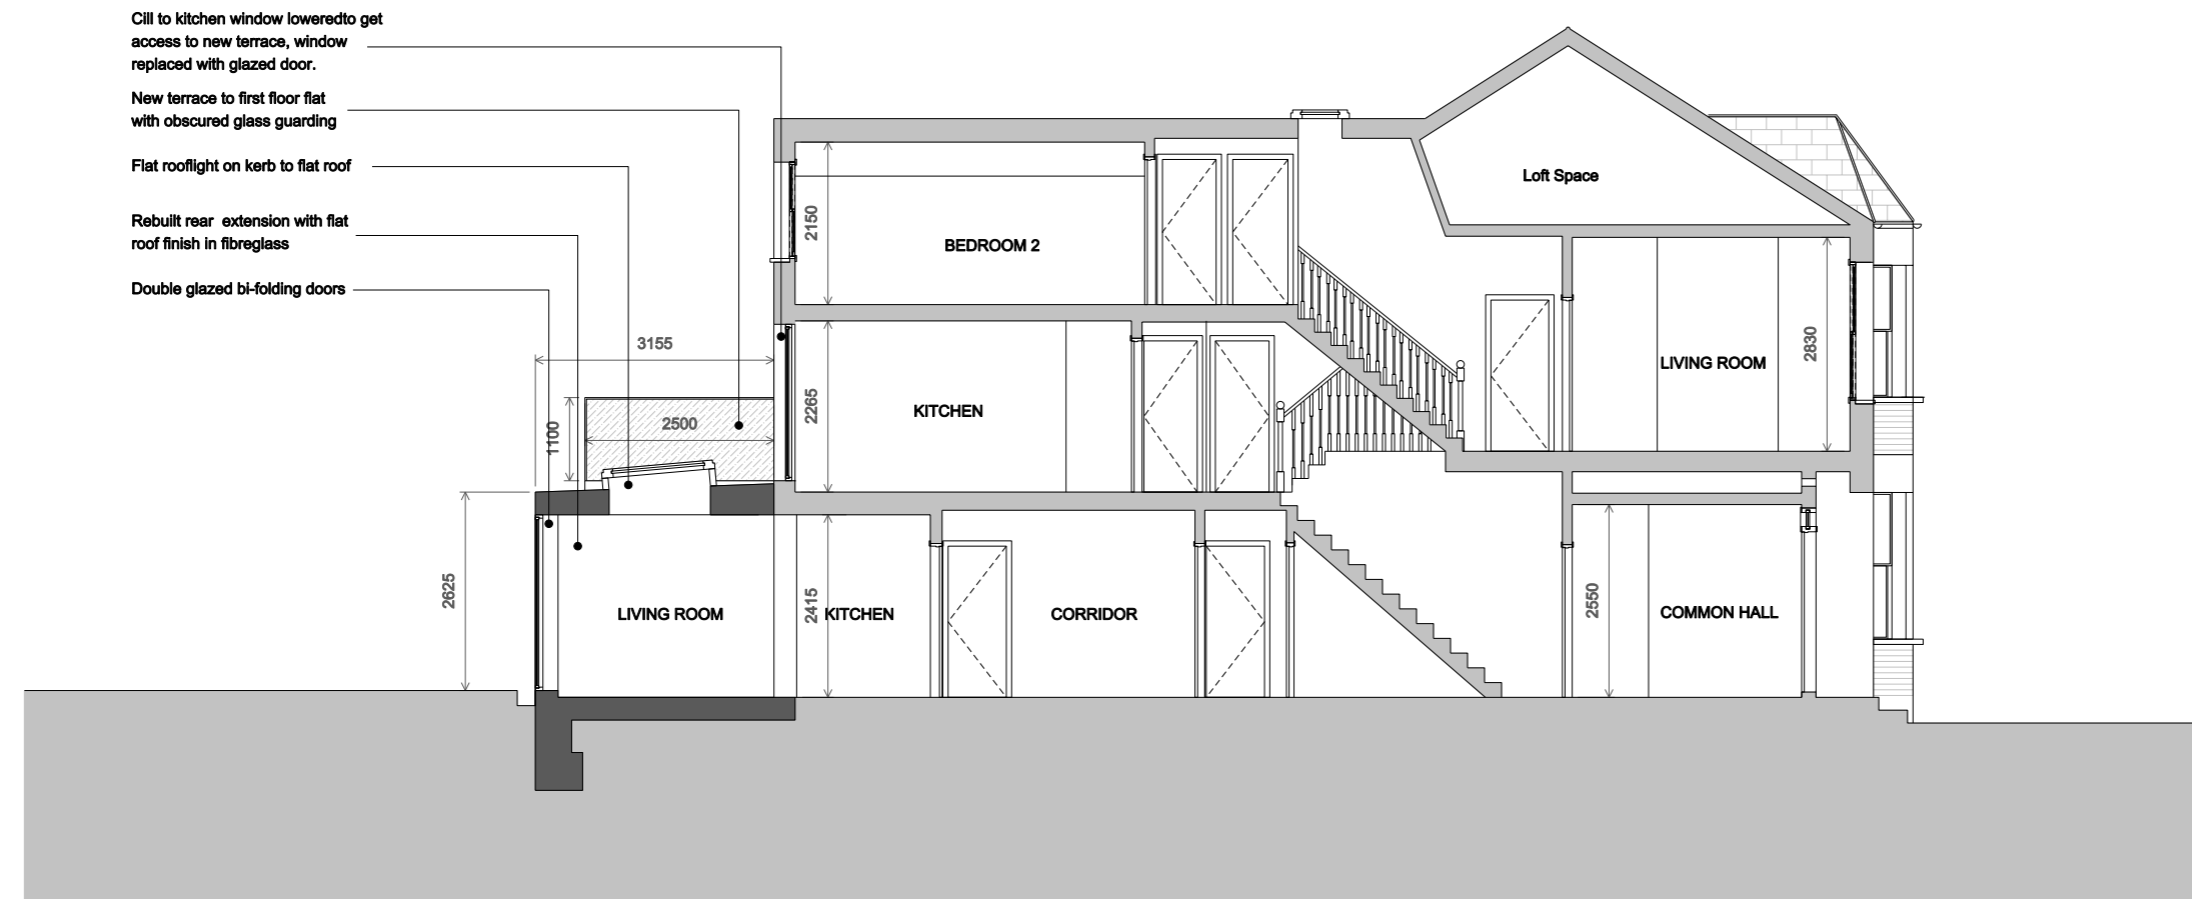 Cill to kitchen window loweredto get
access to new terrace, window
replaced with glazed door.
New terrace to first floor flat
with obscured glass guarding
Flat rooflight on kerb to flat roof
Rebuilt rear extension with flat
roof finish in fibreglass
Double glazed bi-folding doors
Loft Space
2150
BEDROOM 2
3155
2830
LIVING ROOM
2265
KITCHEN
1100
2500
2625
LIVING ROOM
2415
KITCHEN
CORRIDOR
2550
COMMON HALL